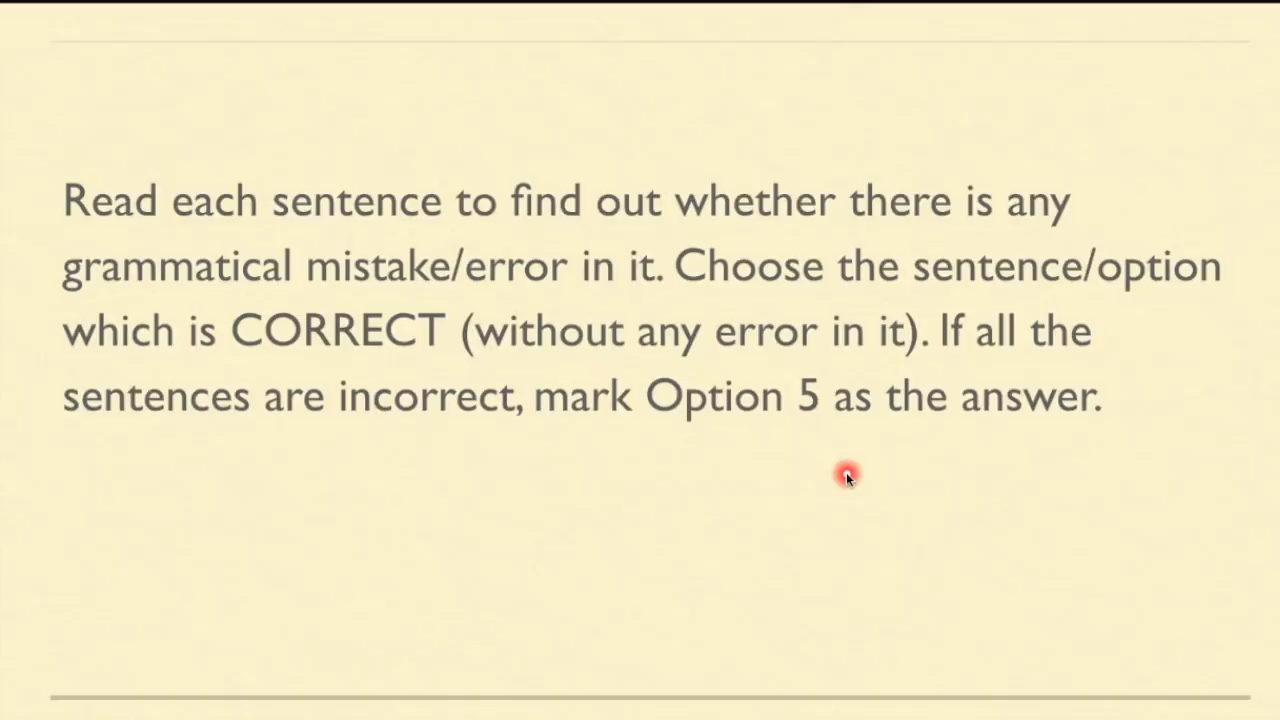 Read each sentence to find out whether there is any
grammatical mistake/error in it. Choose the sentence/option
which is CORRECT (without any error in it). If all the
sentences are incorrect, mark Option 5 as the answer.